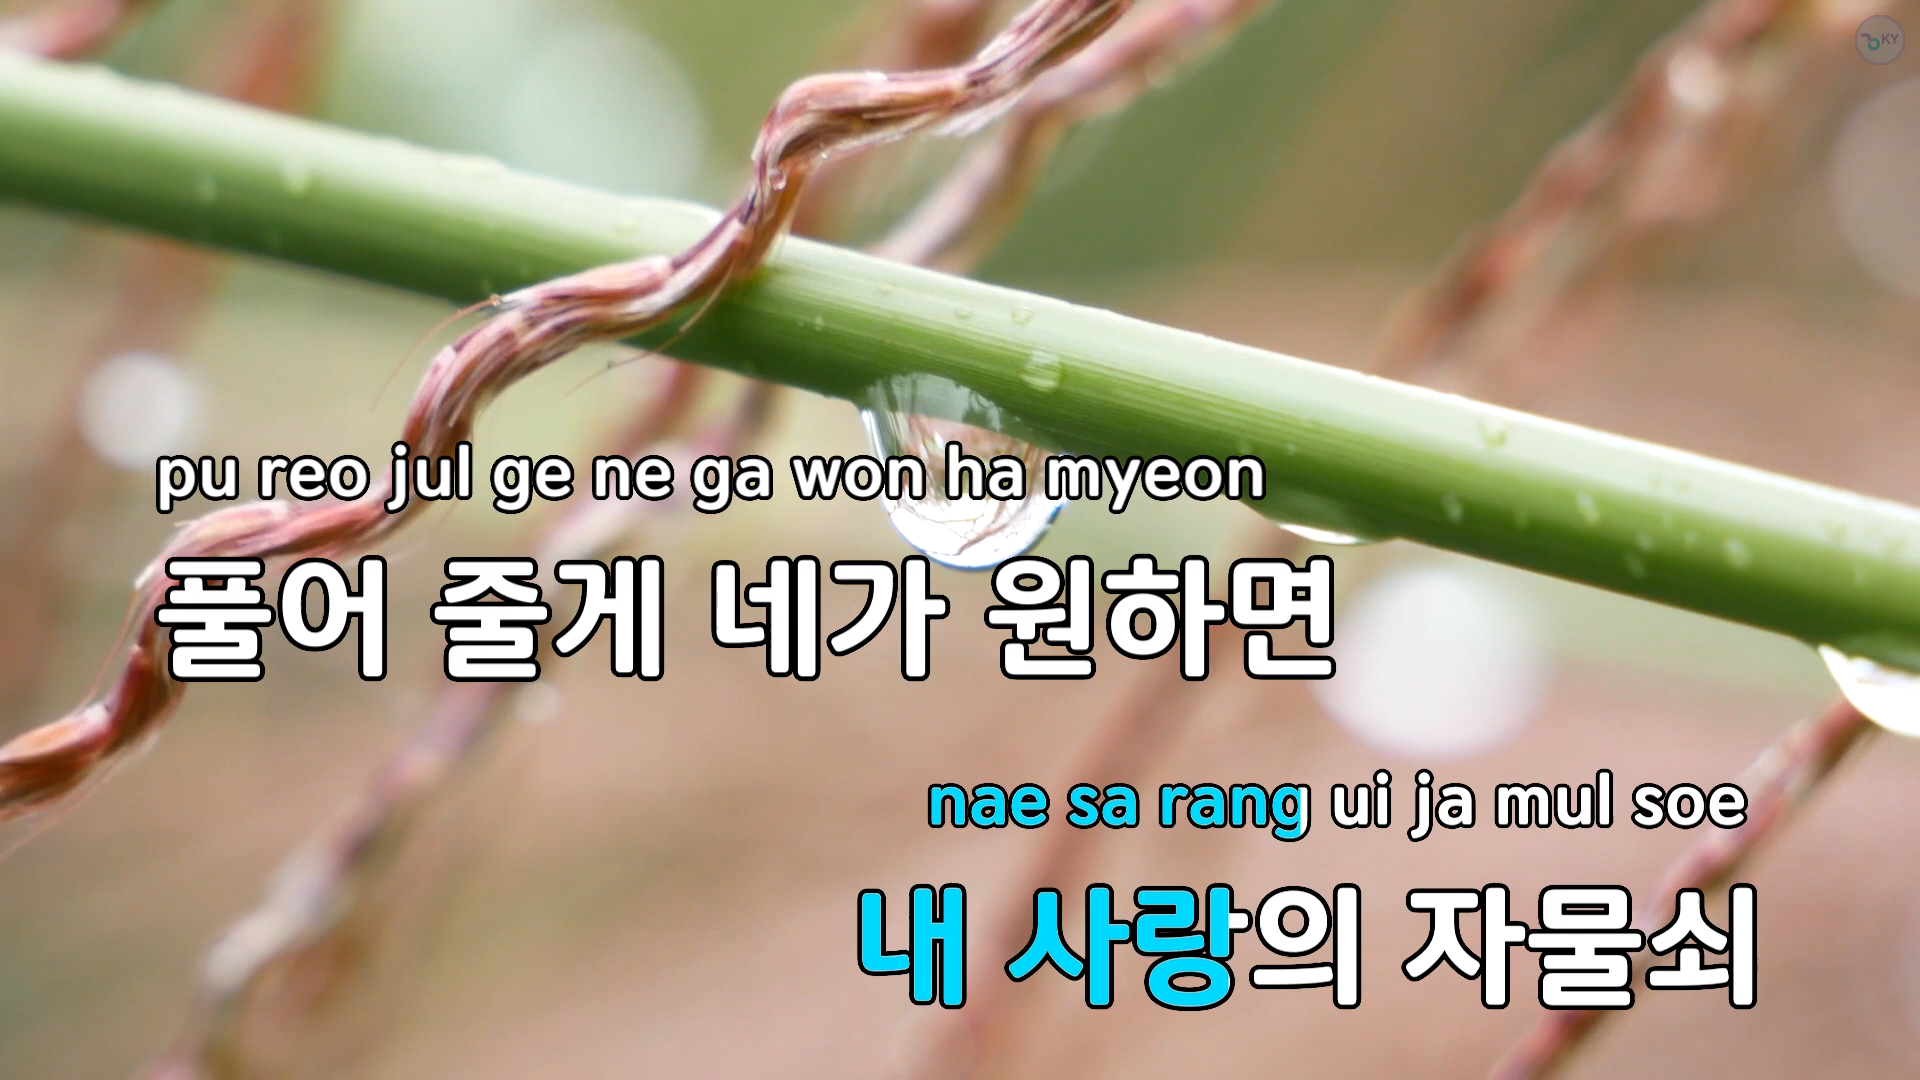 KY
pu reo jul ge ne ga won ha myeon
풀어 줄게 네가 원하면
nae sa rang ui ja mul soe
내 사랑의 자물쇠